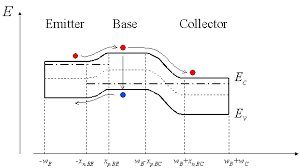 E
Emitter Base Collector
E_C
E_v
-w_E -x_{n,BE} x_{p,BE} w_B-x_{p,BC} w_B+x_{n,BC} w_B+w_C